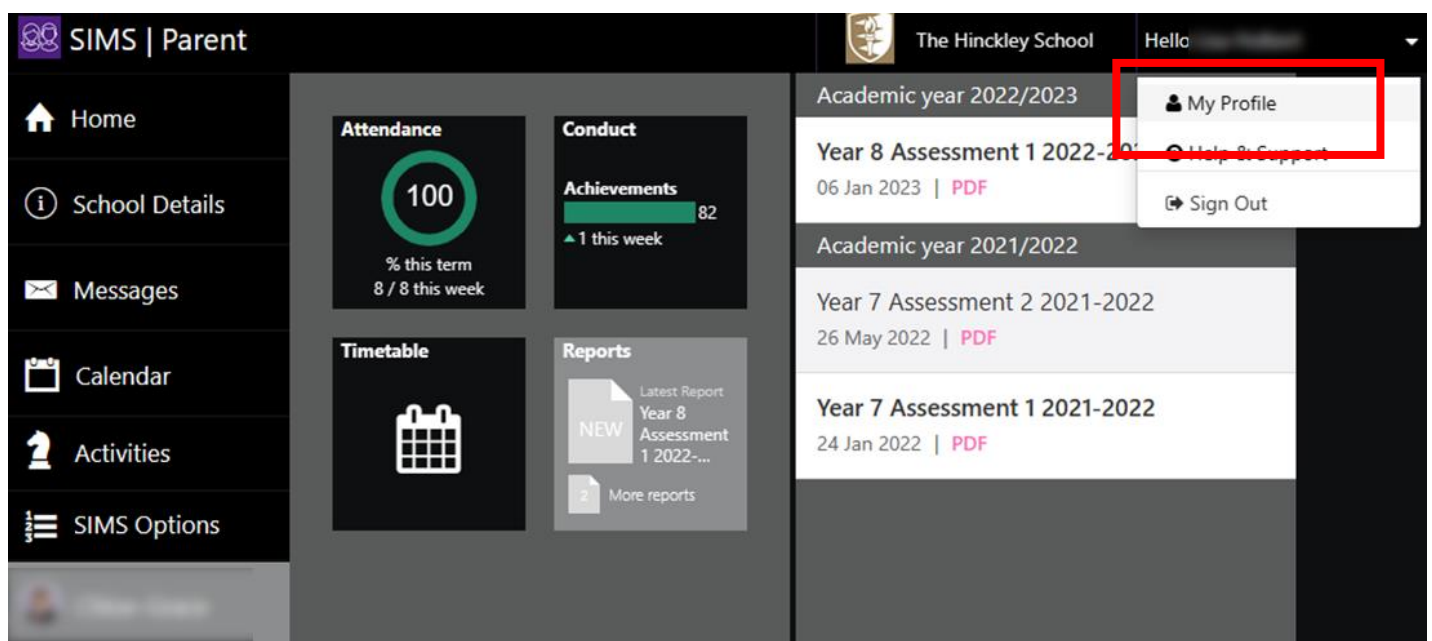 SIMS | Parent
The Hinckley School
Hello
Home
School Details
Messages
Calendar
Activities
SIMS Options
Attendance
100
% this term
8 / 8 this week
Conduct
Achievements
82
1 this week
Timetable
Reports
NEW
Latest Report
Year 8
Assessment
1 2022-...
2
More reports
Academic year 2022/2023
Year 8 Assessment 1 2022-20
06 Jan 2023 | PDF
Academic year 2021/2022
Year 7 Assessment 2 2021-2022
26 May 2022 | PDF
Year 7 Assessment 1 2021-2022
24 Jan 2022 | PDF
My Profile
Help & Support
Sign Out